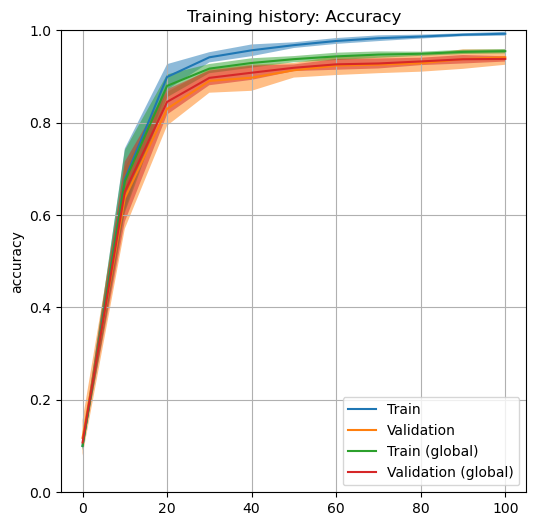 Training history: Accuracy
1.0
0.8
0.6
0.4
0.2
0.0
accuracy
0 20 40 60 80 100
Train
Validation
Train (global)
Validation (global)